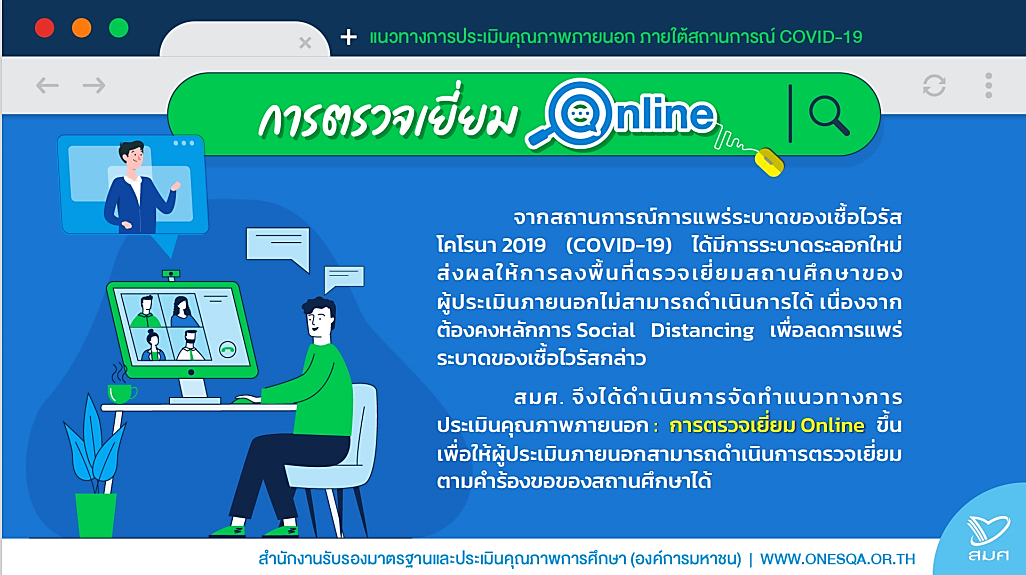 แนวทางการประเมินคุณภาพภายนอก ภายใต้สถานการณ์ COVID-19
การตรวจเยี่ยม Online
จากสถานการณ์การแพร่ระบาดของเชื้อไวรัส
โคโรนา 2019 (COVID-19) ได้มีการระบาดระลอกใหม่
ส่งผลให้การลงพื้นที่ตรวจเยี่ยมสถานศึกษาของ
ผู้ประเมินภายนอกไม่สามารถดำเนินการได้ เนื่องจาก
ต้องคงหลักการ Social Distancing เพื่อลดการแพร่
ระบาดของเชื้อไวรัสกล่าว
สมศ. จึงได้ดำเนินการจัดทำแนวทางการ
ประเมินคุณภาพภายนอก : การตรวจเยี่ยม Online ขึ้น
เพื่อให้ผู้ประเมินภายนอกสามารถดำเนินการตรวจเยี่ยม
ตามคำร้องขอของสถานศึกษาได้
สมศ
สำนักงานรับรองมาตรฐานและประเมินคุณภาพการศึกษา (องค์การมหาชน) | WWW.ONESQA.OR.TH